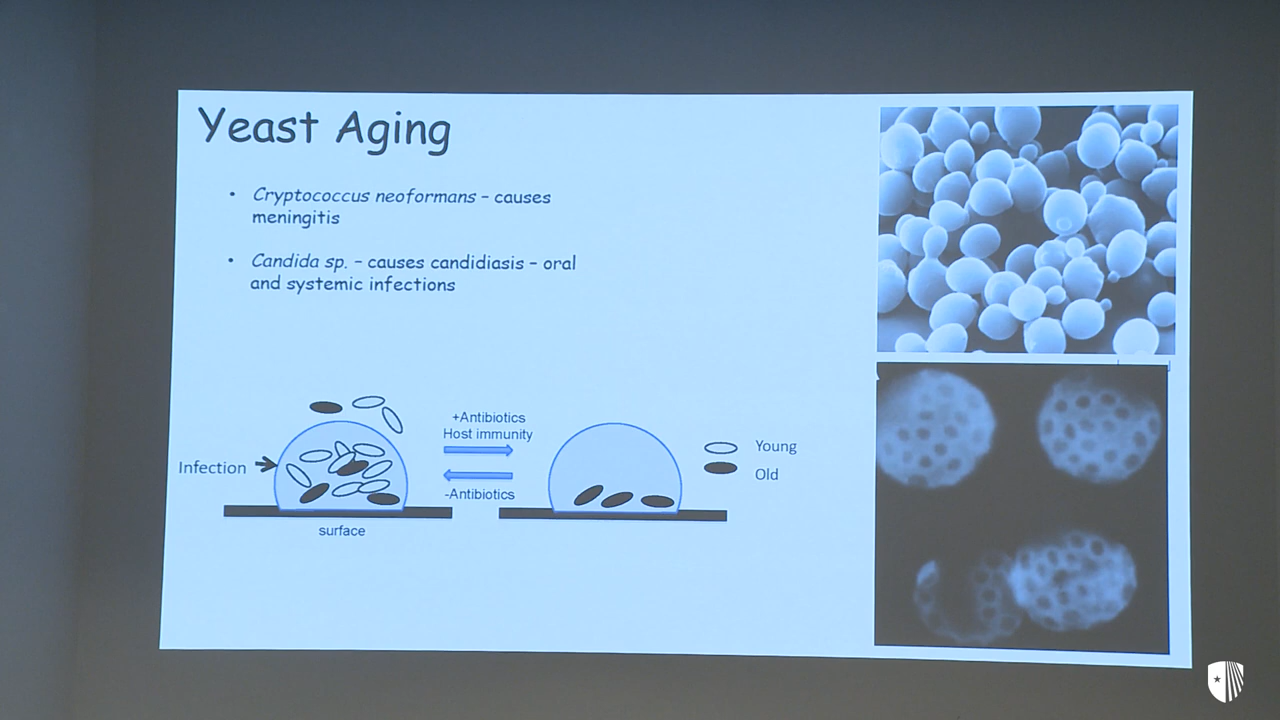 Yeast Aging
• Cryptococcus neoformans – causes
meningitis
• Candida sp. – causes candidiasis – oral
and systemic infections
Infection
surface
+Antibiotics
Host immunity
-Antibiotics
Young
Old